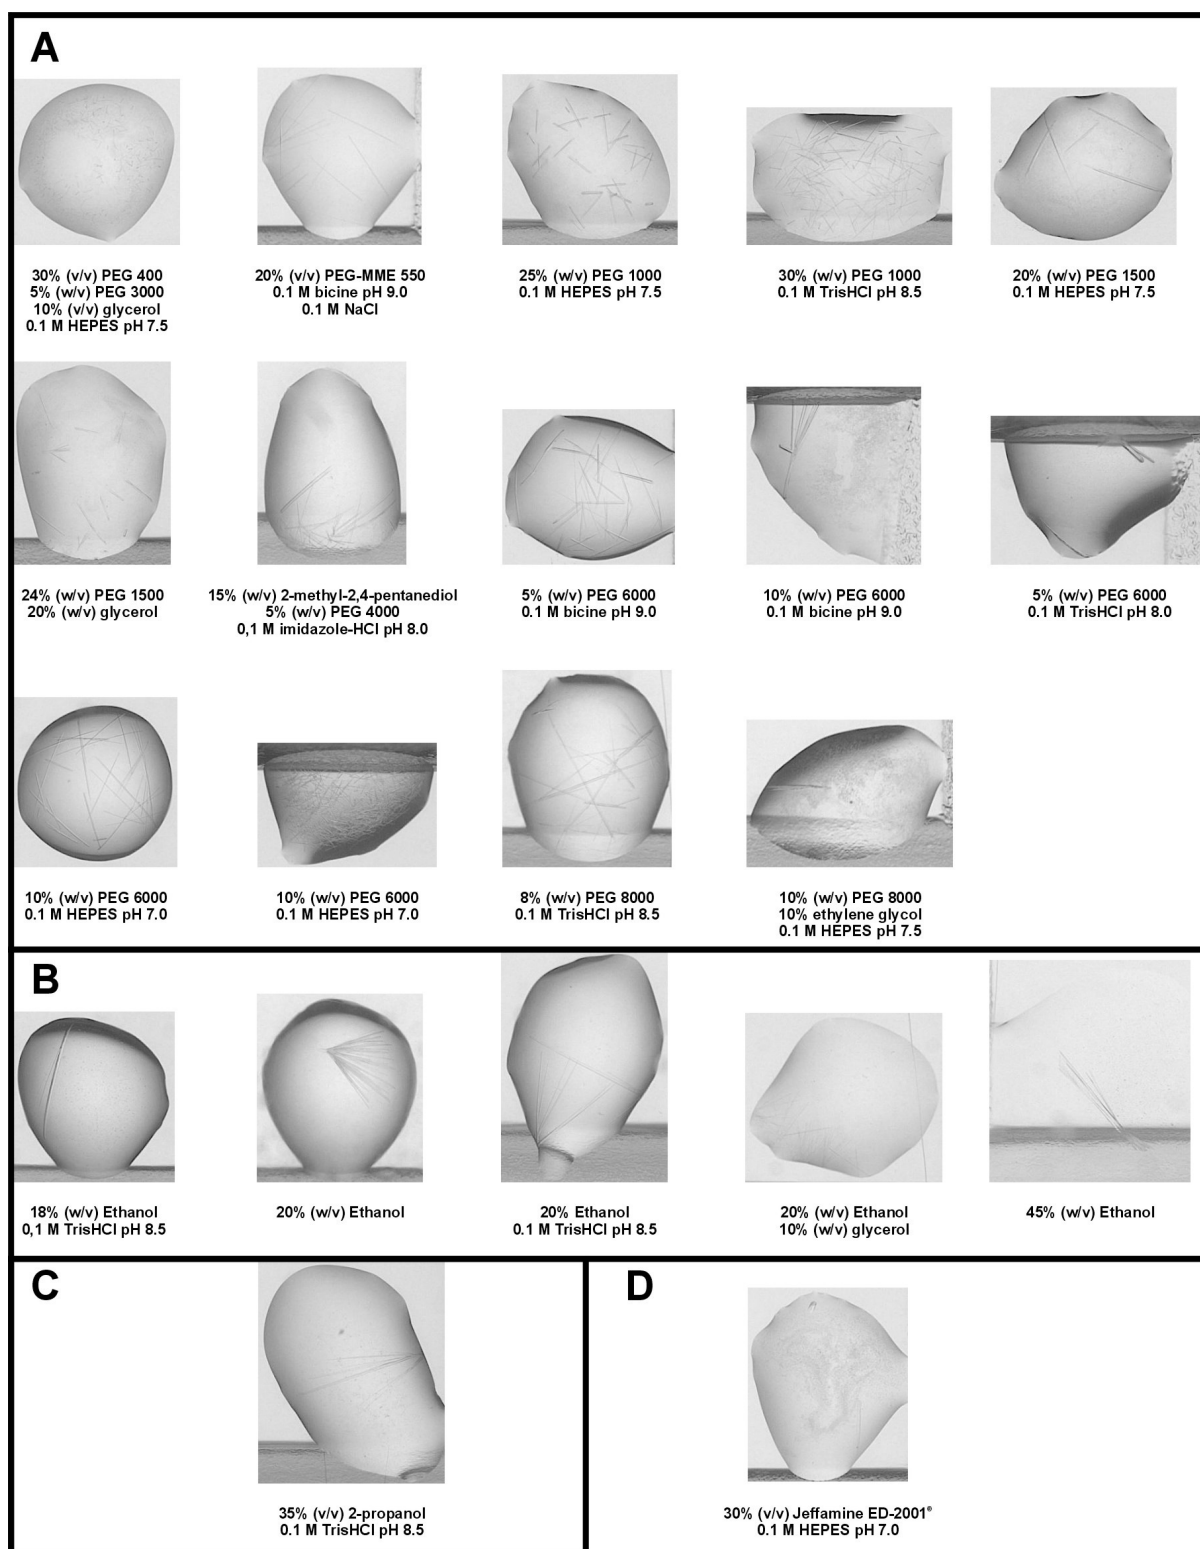 A
30% (v/v) PEG 400
5% (w/v) PEG 3000
10% (v/v) glycerol
0.1 M HEPES pH 7.5
20% (v/v) PEG-MME 550
0.1 M bicine pH 9.0
0.1 M NaCl
25% (w/v) PEG 1000
0.1 M HEPES pH 7.5
30% (w/v) PEG 1000
0.1 M TrisHCl pH 8.5
20% (w/v) PEG 1500
0.1 M HEPES pH 7.5
24% (w/v) PEG 1500
20% (w/v) glycerol
15% (w/v) 2-methyl-2,4-pentanediol
5% (w/v) PEG 4000
0,1 M imidazole-HCl pH 8.0
5% (w/v) PEG 6000
0.1 M bicine pH 9.0
10% (w/v) PEG 6000
0.1 M bicine pH 9.0
5% (w/v) PEG 6000
0.1 M TrisHCl pH 8.0
10% (w/v) PEG 6000
0.1 M HEPES pH 7.0
10% (w/v) PEG 6000
0.1 M HEPES pH 7.0
8% (w/v) PEG 8000
0.1 M TrisHCl pH 8.5
10% (w/v) PEG 8000
10% ethylene glycol
0.1 M HEPES pH 7.5
B
18% (w/v) Ethanol
0,1 M TrisHCl pH 8.5
20% (w/v) Ethanol
20% Ethanol
0.1 M TrisHCl pH 8.5
20% (w/v) Ethanol
10% (w/v) glycerol
45% (w/v) Ethanol
C
35% (v/v) 2-propanol
0.1 M TrisHCl pH 8.5
D
30% (v/v) Jeffamine ED-2001®
0.1 M HEPES pH 7.0